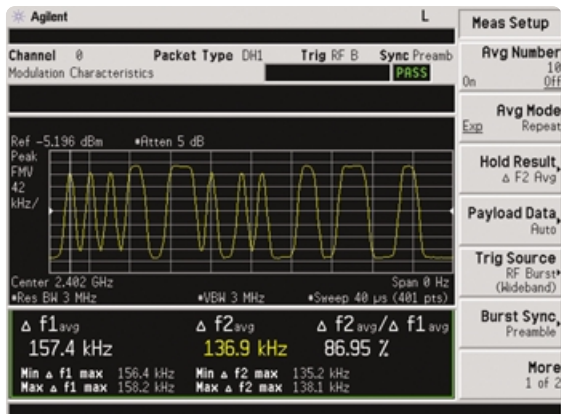 Agilent
L
Channel 0 Packet Type DH1 Trig RF B Sync Preamb
Modulation Characteristics
PASS
Ref -5.196 dBm *Atten 5 dB
Peak
FMV
42
kHz/
Center 2.402 GHz Span 0 Hz
*Res BW 3 MHz *VBW 3 MHz *Sweep 40 µs (401 pts)
Δ f1avg Δ f2avg Δ f2avg/Δ f1avg
157.4 kHz 136.9 kHz 86.95 %
Min Δ f1 max 156.4 kHz Min Δ f2 max 135.2 kHz
Max Δ f1 max 158.2 kHz Max Δ f2 max 138.1 kHz
Meas Setup
Avg Number
10
On Off
Avg Mode
Exp Repeat
Hold Result
Δ F2 Avg
Payload Data
Auto
Trig Source
RF Burst
(Wideband)
Burst Sync
Preamble
More
1 of 2